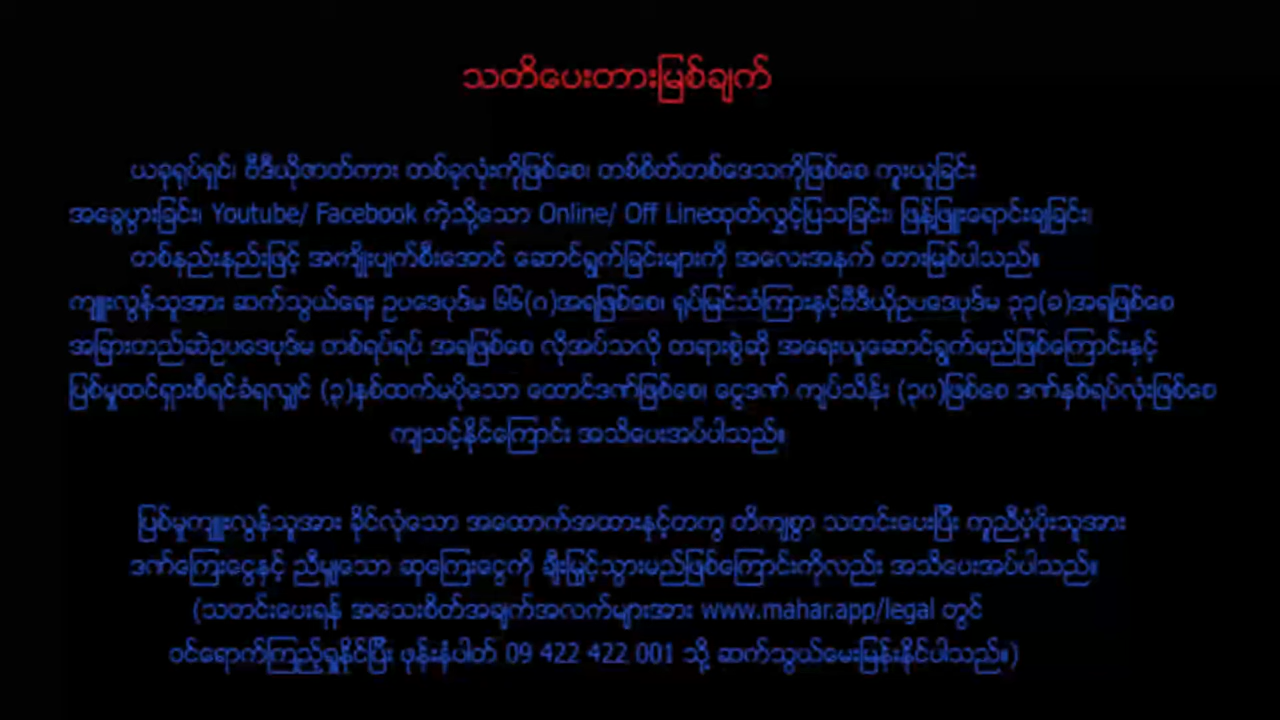 သတိပေးတားမြစ်ချက်
ယခုရုပ်ရှင်၊ ဗီဒီယိုဇာတ်ကား တစ်ခုလုံးကိုဖြစ်စေ၊ တစ်စိတ်တစ်ဒေသကိုဖြစ်စေ ကူးယူခြင်း
အခွေပွားခြင်း၊ Youtube/ Facebook ကဲ့သို့သော Online/ Off Lineထုတ်လွှင့်ပြသခြင်း၊ ဖြန့်ဖြူးရောင်းချခြင်း၊
တစ်နည်းနည်းဖြင့် အကျိုးပျက်စီးအောင် ဆောင်ရွက်ခြင်းများကို အလေးအနက် တားမြစ်ပါသည်။
ကျူးလွန်သူအား ဆက်သွယ်ရေး ဥပဒေပုဒ်မ ၆၆(ဂ)အရဖြစ်စေ၊ ရုပ်မြင်သံကြားနှင့်ဗီဒီယိုဥပဒေပုဒ်မ ၃၃(ခ)အရဖြစ်စေ
အခြားတည်ဆဲဥပဒေပုဒ်မ တစ်ရပ်ရပ် အရဖြစ်စေ လိုအပ်သလို တရားစွဲဆို အရေးယူဆောင်ရွက်မည်ဖြစ်ကြောင်းနှင့်
ပြစ်မှုထင်ရှားစီရင်ခံရလျှင် (၃)နှစ်ထက်မပိုသော ထောင်ဒဏ်ဖြစ်စေ၊ ငွေဒဏ် ကျပ်သိန်း (၃၀)ဖြစ်စေ ဒဏ်နှစ်ရပ်လုံးဖြစ်စေ
ကျသင့်နိုင်ကြောင်း အသိပေးအပ်ပါသည်။
ပြစ်မှုကျူးလွန်သူအား ခိုင်လုံသော အထောက်အထားနှင့်တကွ တိကျစွာ သတင်းပေးပြီး ကူညီပံ့ပိုးသူအား
ဒဏ်ကြေးငွေနှင့် ညီမျှသော ဆုကြေးငွေကို ချီးမြှင့်သွားမည်ဖြစ်ကြောင်းကိုလည်း အသိပေးအပ်ပါသည်။
(သတင်းပေးရန် အသေးစိတ်အချက်အလက်များအား www.mahar.app/legal တွင်
ဝင်ရောက်ကြည့်ရှုနိုင်ပြီး ဖုန်းနံပါတ် 09 422 422 001 သို့ ဆက်သွယ်မေးမြန်းနိုင်ပါသည်။)